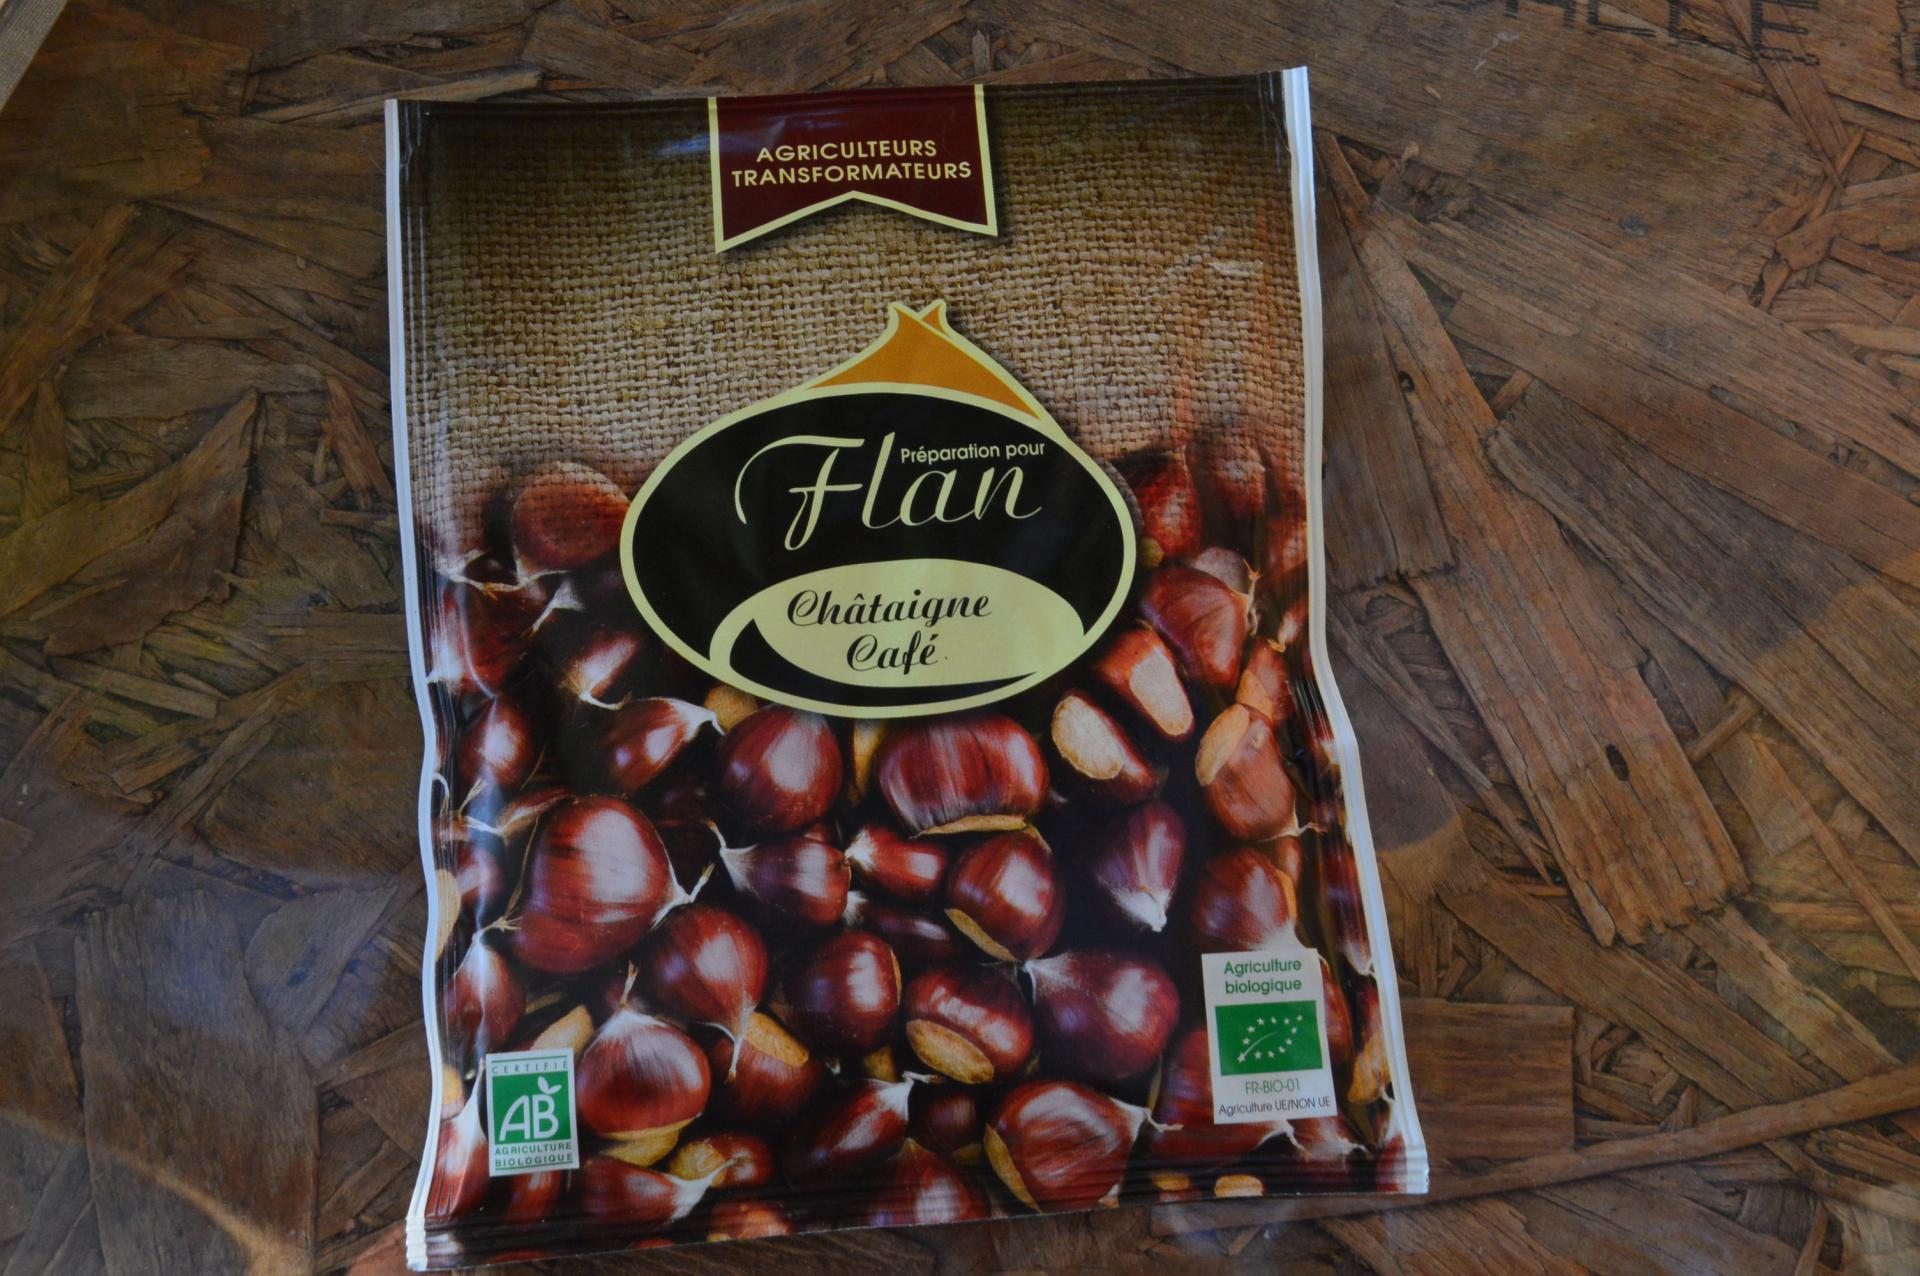 AGRICULTEURS
TRANSFORMATEURS
Préparation pour
Flan
Châtaigne
Café
Agriculture
biologique
FR-BIO-01
Agriculture UE/NON UE
CERTIFIÉ
AB
AGRICULTURE
BIOLOGIQUE